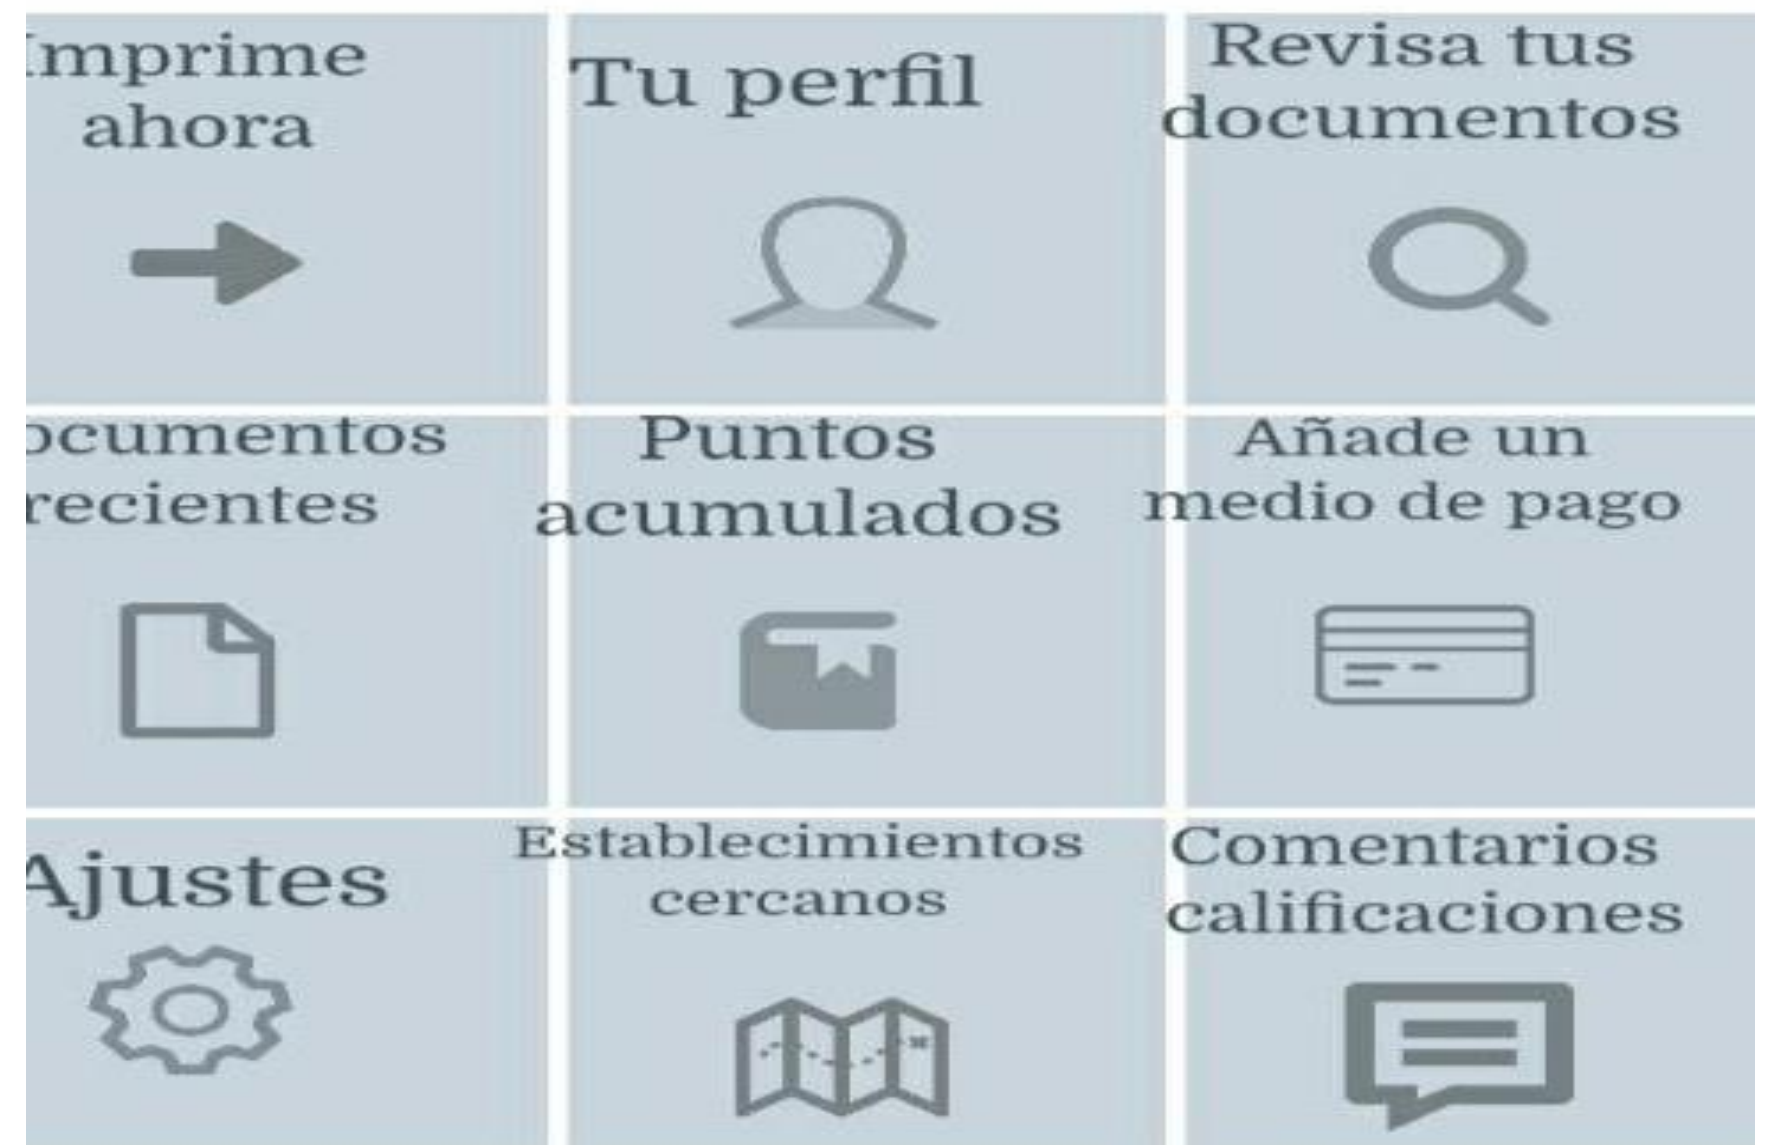 Imprime
ahora
Tu perfil
Revisa tus
documentos
ocumentos
recientes
Puntos
acumulados
Añade un
medio de pago
Ajustes
Establecimientos
cercanos
Comentarios
calificaciones